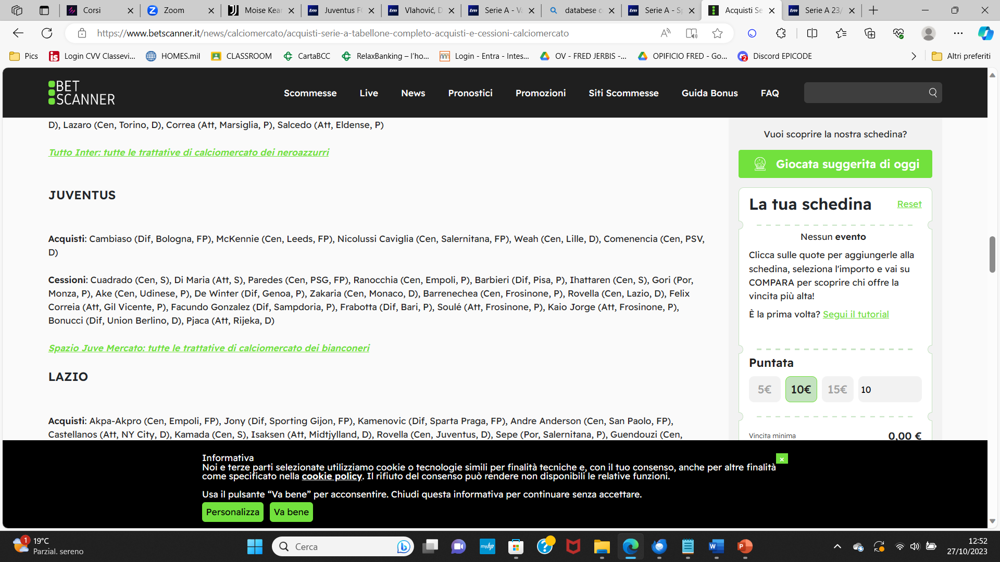 Corsi
Zoom
Moise Kear
Juventus F
Vlahović, D
Serie A - Va
databese c
Serie A - Sp
Acquisti Se
Serie A 23/
https://www.betscanner.it/news/calciomercato/acquisti-serie-a-tabellone-completo-acquisti-e-cessioni-calciomercato
Pics
Login CVV Classevi...
HOMES.mil
CLASSROOM
CartaBCC
RelaxBanking – l'ho...
Login - Entra - Intes...
OV - FRED JERBIS -...
OPIFICIO FRED - Go...
2
Discord EPICODE
Altri preferiti
BET
SCANNER
Scommesse
Live
News
Pronostici
Promozioni
Siti Scommesse
Guida Bonus
FAQ
D), Lazaro (Cen, Torino, D), Correa (Att, Marsiglia, P), Salcedo (Att, Eldense, P)
Tutto Inter: tutte le trattative di calciomercato dei neroazzurri
JUVENTUS
Acquisti: Cambiaso (Dif, Bologna, FP), McKennie (Cen, Leeds, FP), Nicolussi Caviglia (Cen, Salernitana, FP), Weah (Cen, Lille, D), Comenencia (Cen, PSV,
D)
Cessioni: Cuadrado (Cen, S), Di Maria (Att, S), Paredes (Cen, PSG, FP), Ranocchia (Cen, Empoli, P), Barbieri (Dif, Pisa, P), Ihattaren (Cen, S), Gori (Por,
Monza, P), Ake (Cen, Udinese, P), De Winter (Dif, Genoa, P), Zakaria (Cen, Monaco, D), Barrenechea (Cen, Frosinone, P), Rovella (Cen, Lazio, D), Felix
Correia (Att, Gil Vicente, P), Facundo Gonzalez (Dif, Sampdoria, P), Frabotta (Dif, Bari, P), Soulé (Att, Frosinone, P), Kaio Jorge (Att, Frosinone, P),
Bonucci (Dif, Union Berlino, D), Pjaca (Att, Rijeka, D)
Spazio Juve Mercato: tutte le trattative di calciomercato dei bianconeri
LAZIO
Acquisti: Akpa-Akpro (Cen, Empoli, FP), Jony (Dif, Sporting Gijon, FP), Kamenovic (Dif, Sparta Praga, FP), Andre Anderson (Cen, San Paolo, FP),
Castellanos (Att, NY City, D), Kamada (Cen, S), Isaksen (Att, Midtjylland, D), Rovella (Cen, Juventus, D), Sepe (Por, Salernitana, P), Guendouzi (Cen,
Vuoi scoprire la nostra schedina?
Giocata suggerita di oggi
La tua schedina
Reset
Nessun evento
Clicca sulle quote per aggiungerle alla
schedina, seleziona l'importo e vai su
COMPARA per scoprire chi offre la
vincita più alta!
È la prima volta? Segui il tutorial
Puntata
5€
10€
15€
10
Vincita minima
0,00 €
Informativa
Noi e terze parti selezionate utilizziamo cookie o tecnologie simili per finalità tecniche e, con il tuo consenso, anche per altre finalità
come specificato nella cookie policy. Il rifiuto del consenso può rendere non disponibili le relative funzioni.
Usa il pulsante “Va bene” per acconsentire. Chiudi questa informativa per continuare senza accettare.
Personalizza
Va bene
1
19°C
Parzial. sereno
Cerca
myhp
12:52
27/10/2023